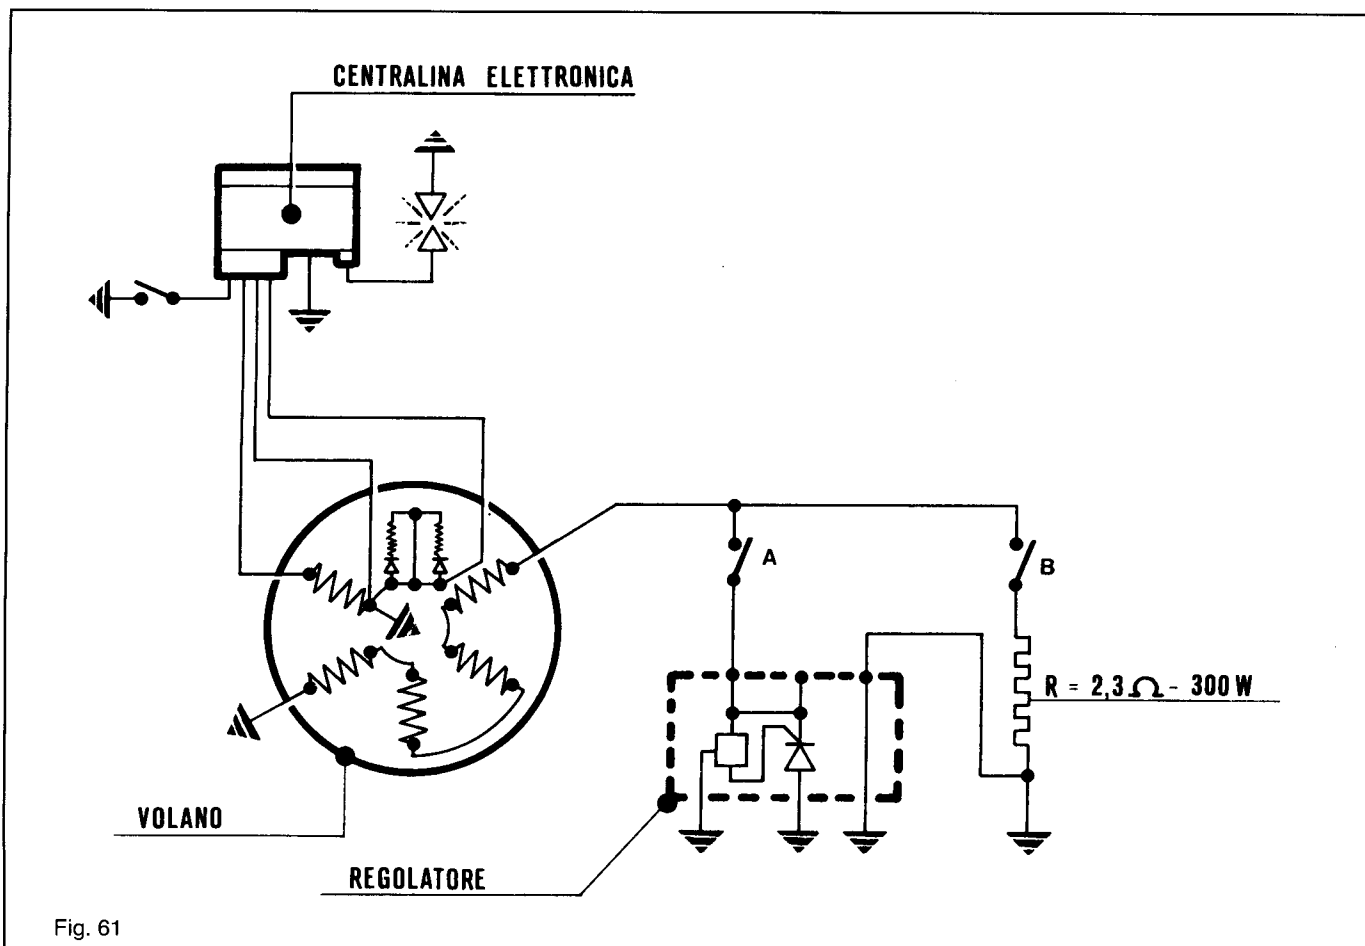 CENTRALINA ELETTRONICA
A
B
R = 2,3 Ω - 300 W
VOLANO
REGOLATORE
Fig. 61